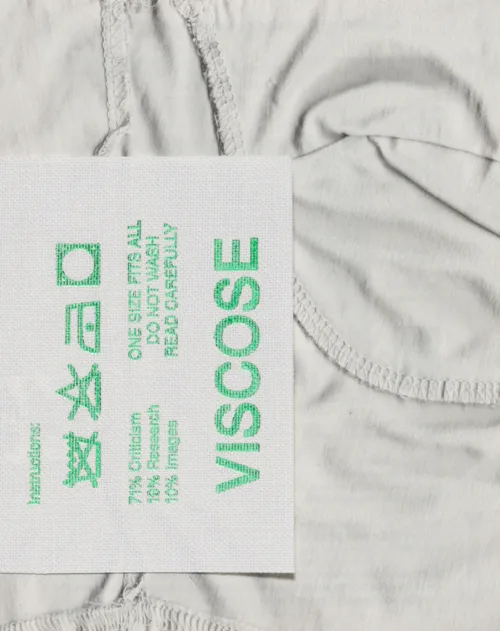 Instructions:
71% Criticism
19% Research
10% Images
ONE SIZE FITS ALL
DO NOT WASH
READ CAREFULLY
VISCOSE